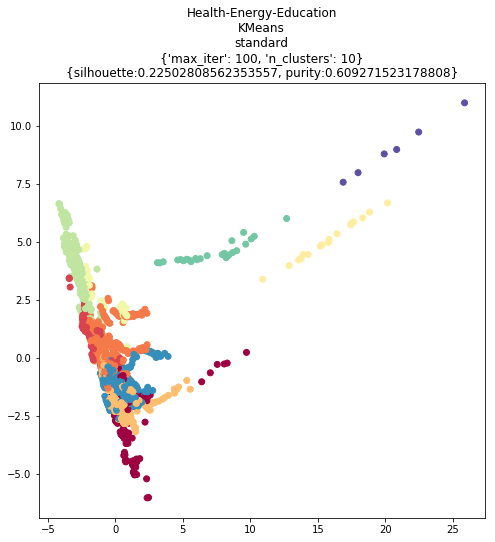 Health-Energy-Education
KMeans
standard
{'max_iter': 100, 'n_clusters': 10}
{silhouette:0.22502808562353557, purity:0.609271523178808}
10.0
7.5
5.0
2.5
0.0
−2.5
−5.0
−5
0
5
10
15
20
25